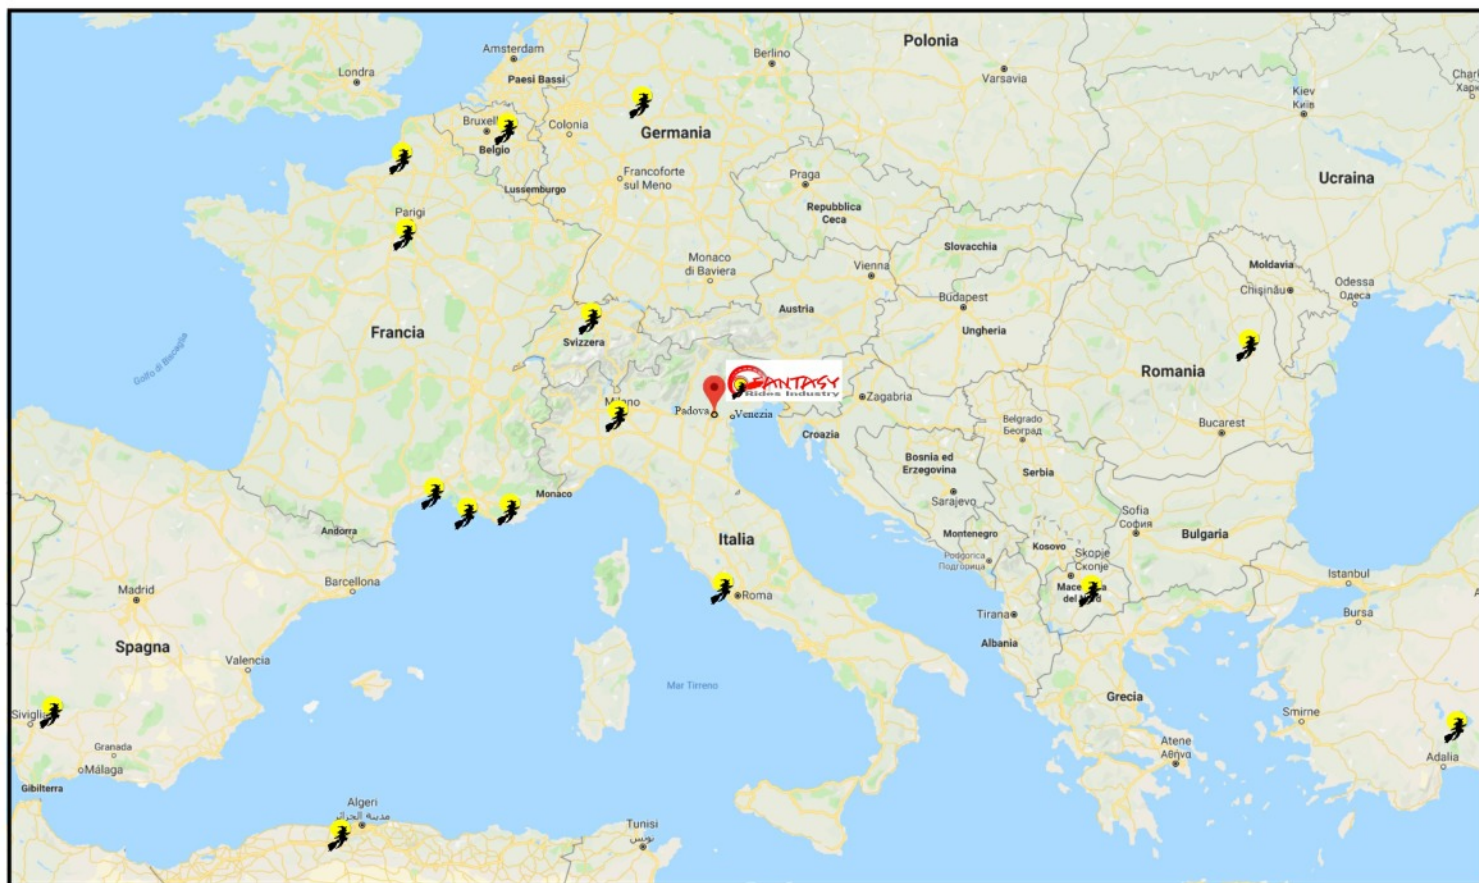 Polonia
Amsterdam
Berlino
Londra
Paesi Bassi
Varsavia
Kiev
Київ
Colonia
Belgio
Germania
Francoforte
sul Meno
Lussemburgo
Praga
Repubblica
Ceca
Ucraina
Parigi
Slovacchia
Monaco
di Baviera
Vienna
Moldavia
Chișinău
Odessa
Одеса
Budapest
Austria
Ungheria
Francia
Svizzera
Golfo di Biscaglia
Romania
FANTASY
Rides Industry
Padova
Venezia
Zagabria
Belgrado
Београд
Bucarest
Croazia
Bosnia ed
Erzegovina
Serbia
Sarajevo
Monaco
Andorra
Sofia
София
Bulgaria
Italia
Montenegro
Kosovo
Podgorica
Подгорица
Skopje
Скопје
Istanbul
Barcellona
Madrid
Roma
Tirana
Albania
Bursa
Spagna
Valencia
Mar Tirreno
Grecia
Smirne
Granada
Málaga
Gibilterra
Atene
Αθήνα
Adalia
Algeri
مدينة الجزائر
Tunisi
تونس